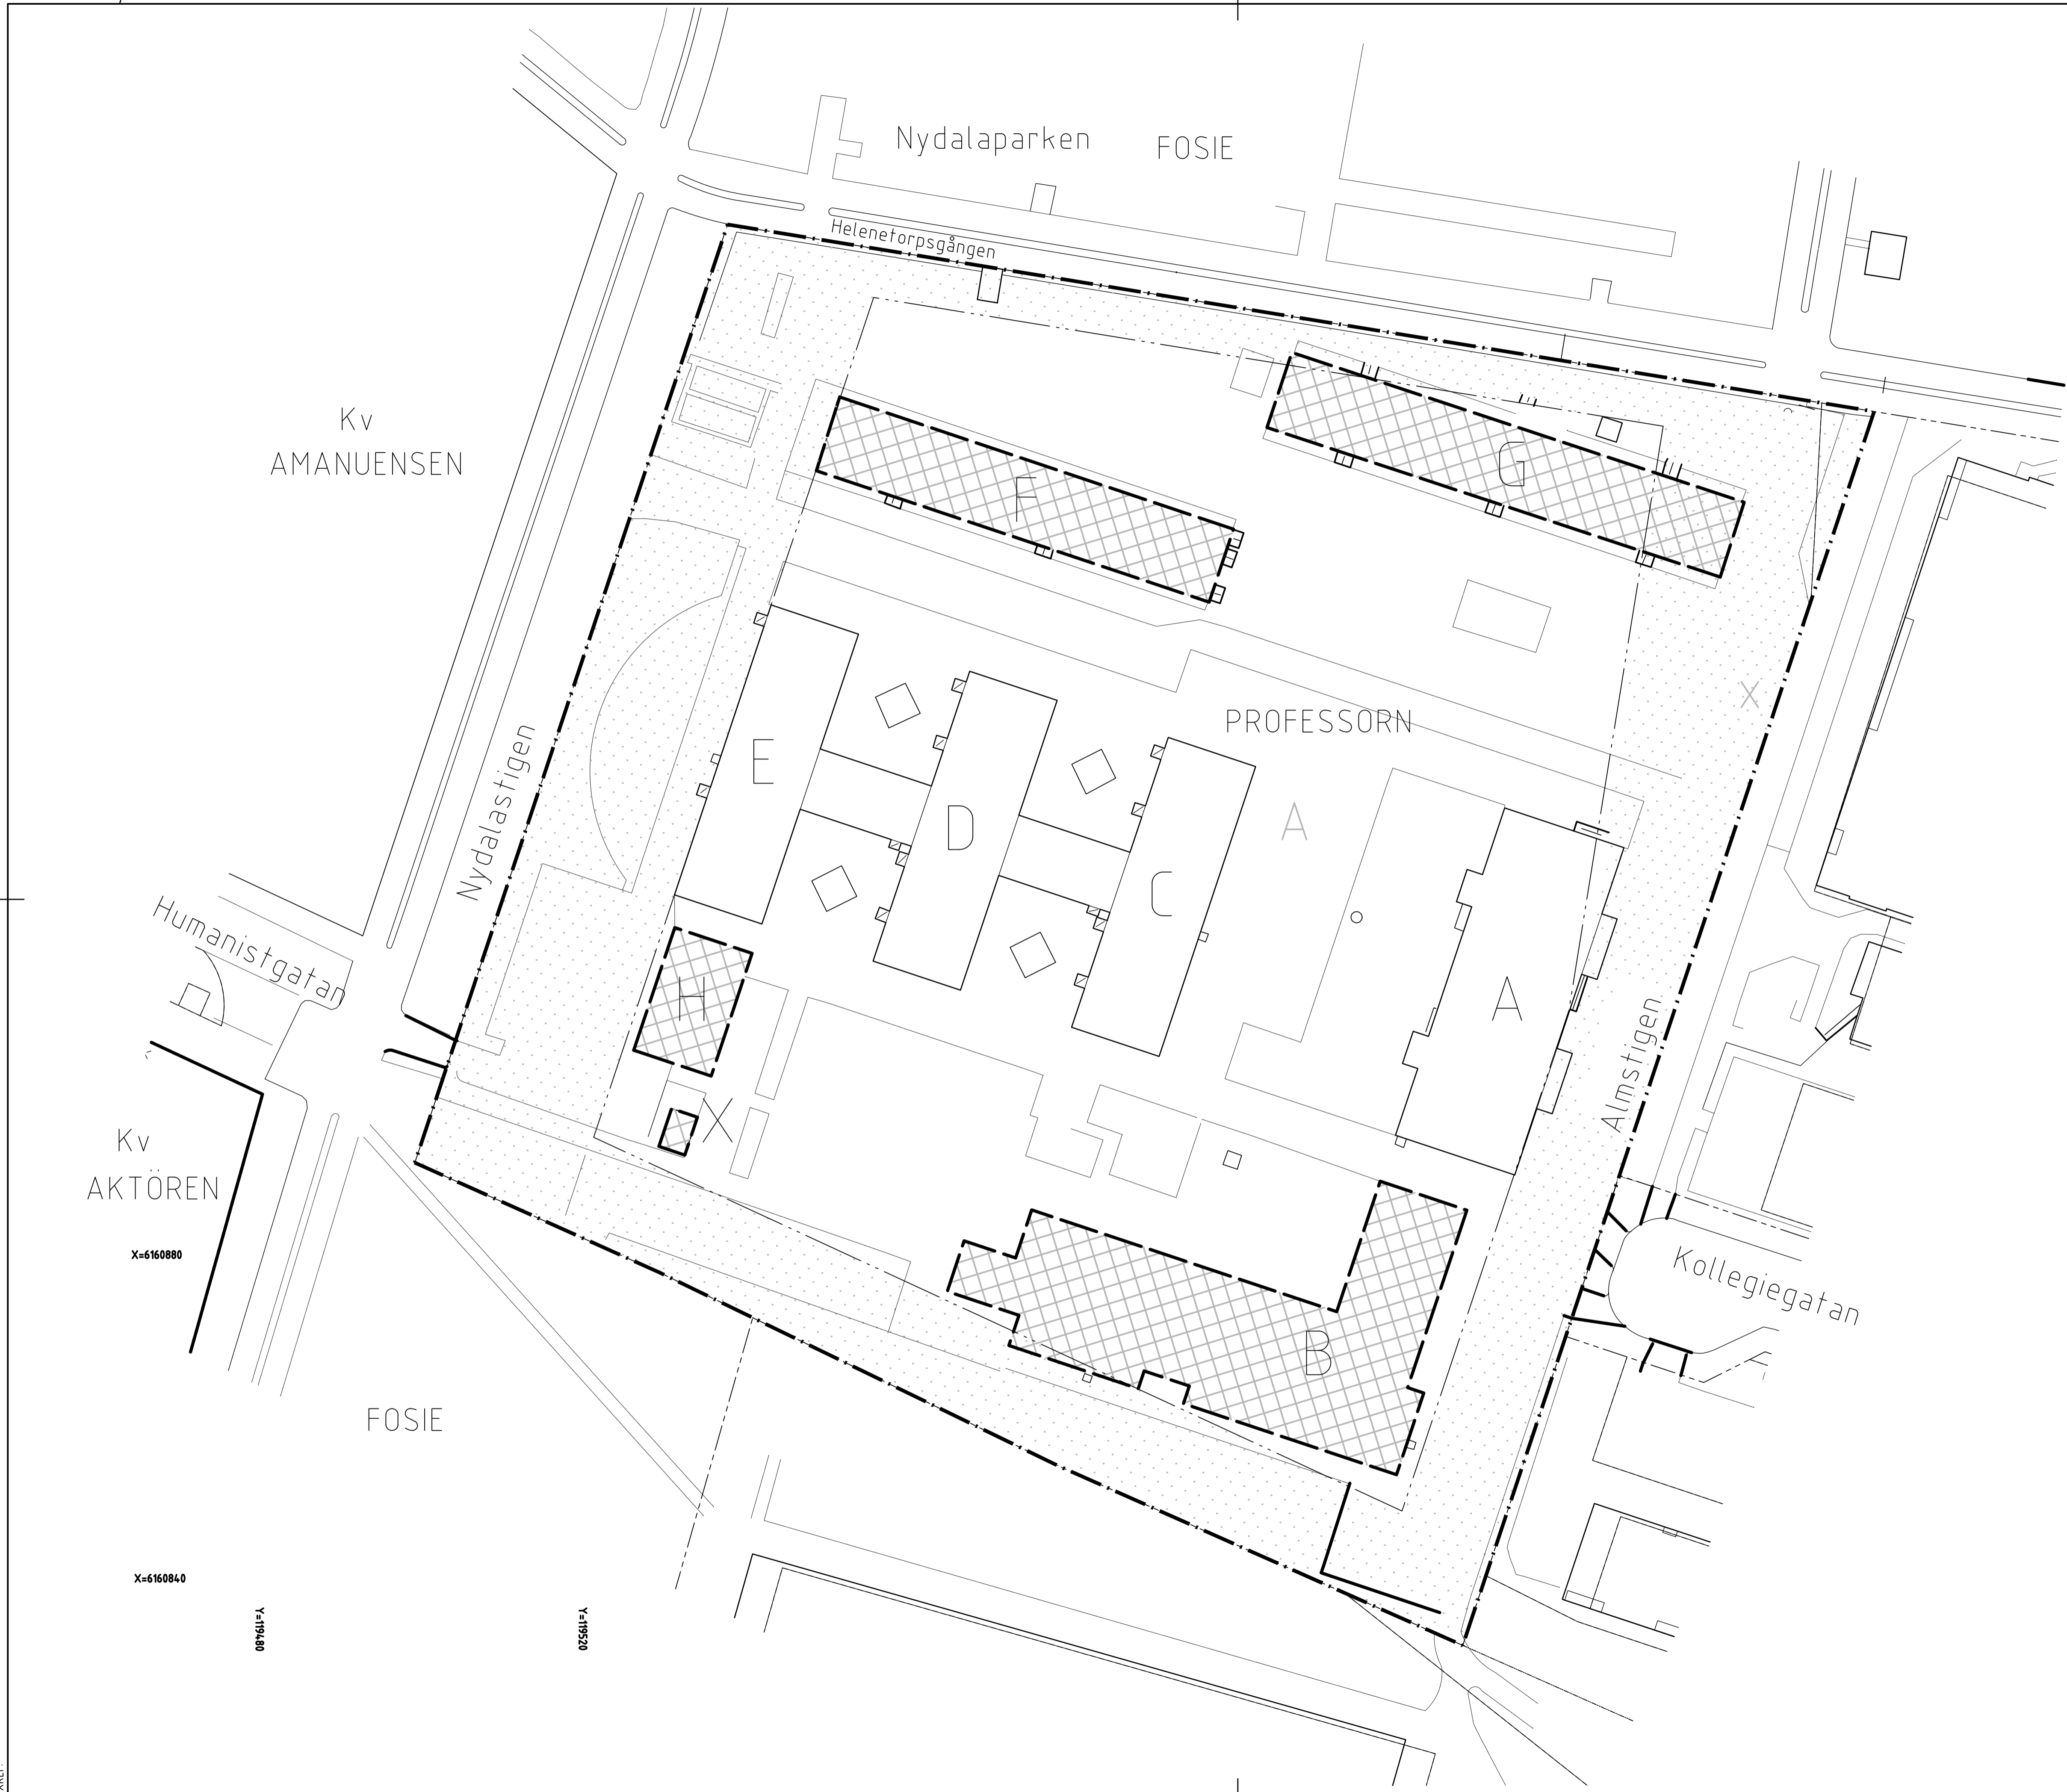 Nydalaparken
FOSIE
Helenetorpsgången
Kv
AMANUENSEN
F
G
X
PROFESSORN
E
D
A
C
Nydalastigen
Humanistgatan
H
A
Almstigen
X
Kv
AKTÖREN
X=6160880
Kollegiegatan
B
FOSIE
X=6160840
Y=119480
Y=119520